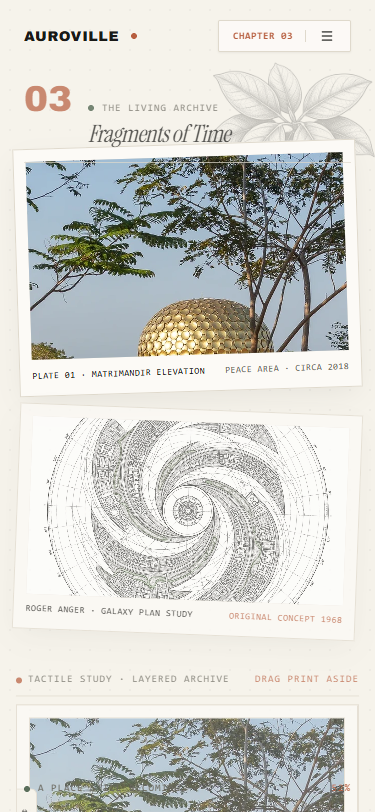 AUROVILLE
CHAPTER 03
03
THE LIVING ARCHIVE
Fragments of Time
PLATE 01 · MATRIMANDIR ELEVATION
PEACE AREA · CIRCA 2018
ROGER ANGER · GALAXY PLAN STUDY
ORIGINAL CONCEPT 1968
TACTILE STUDY · LAYERED ARCHIVE
DRAG PRINT ASIDE